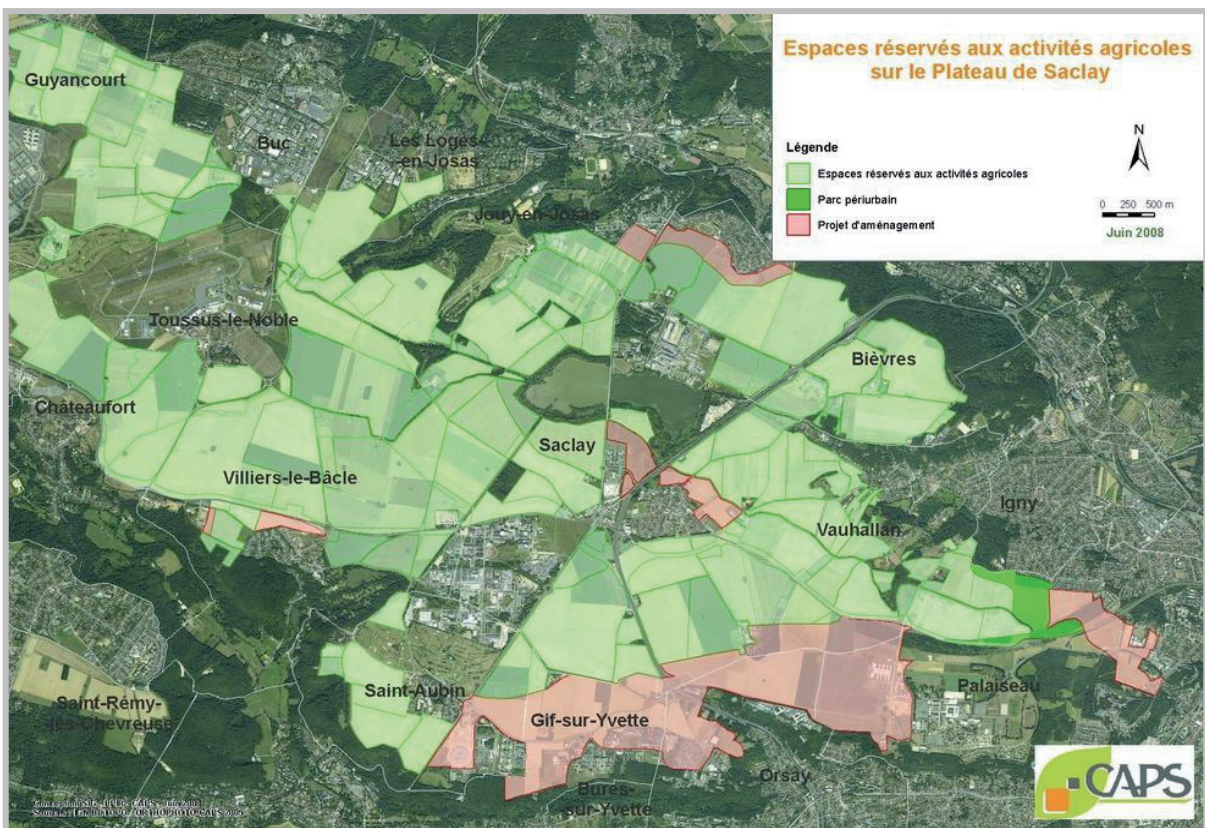 Espaces réservés aux activités agricoles
sur le Plateau de Saclay
Légende
Espaces réservés aux activités agricoles
Parc périurbain
Projet d'aménagement
N
0 250 500 m
Juin 2008
Guyancourt
Buc
Les Loges-
-en-Josas
Jouy-en-Josas
Toussus-le-Noble
Bièvres
Châteaufort
Saclay
Villiers-le-Bâcle
Igny
Vauhallan
Saint-Aubin
Palaiseau
Saint-Rémy-
-lès-Chevreuse
Gif-sur-Yvette
Orsay
Bures-
-sur-Yvette
CAPS